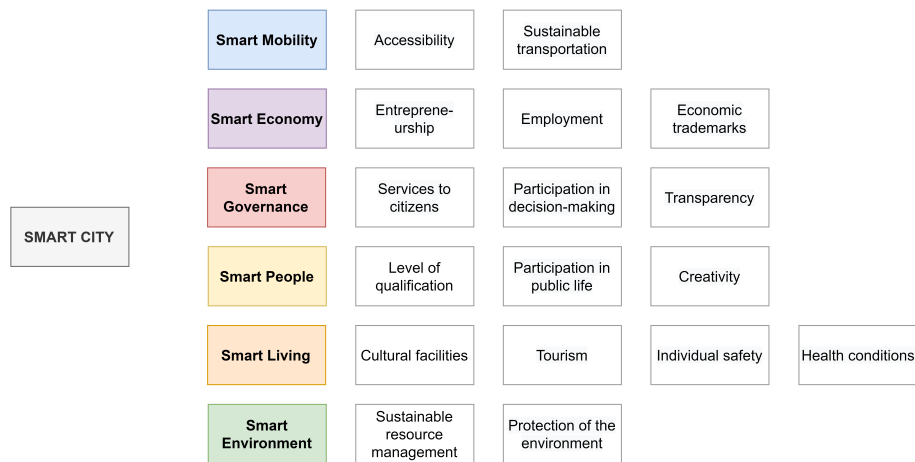 Smart Mobility
Accessibility
Sustainable
transportation
Smart Economy
Entreprene-
urship
Employment
Economic
trademarks
Smart
Governance
Services to
citizens
Participation in
decision-making
Transparency
SMART CITY
Smart People
Level of
qualification
Participation in
public life
Creativity
Smart Living
Cultural facilities
Tourism
Individual safety
Health conditions
Smart
Environment
Sustainable
resource
management
Protection of the
environment